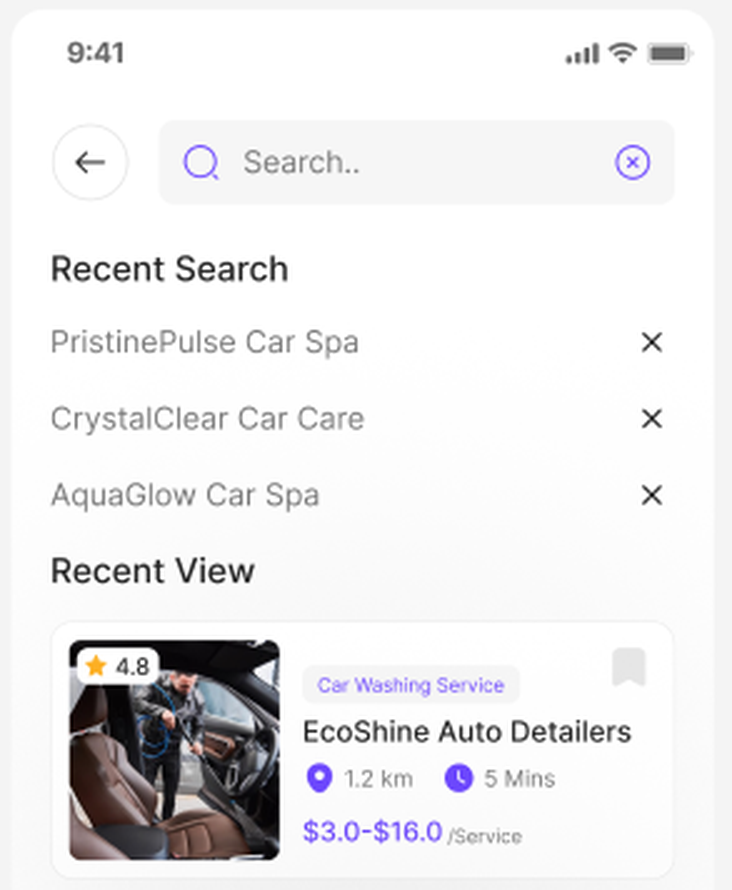 9:41
Search..
Recent Search
PristinePulse Car Spa
CrystalClear Car Care
AquaGlow Car Spa
Recent View
4.8
Car Washing Service
EcoShine Auto Detailers
1.2 km 5 Mins
$3.0-$16.0 /Service